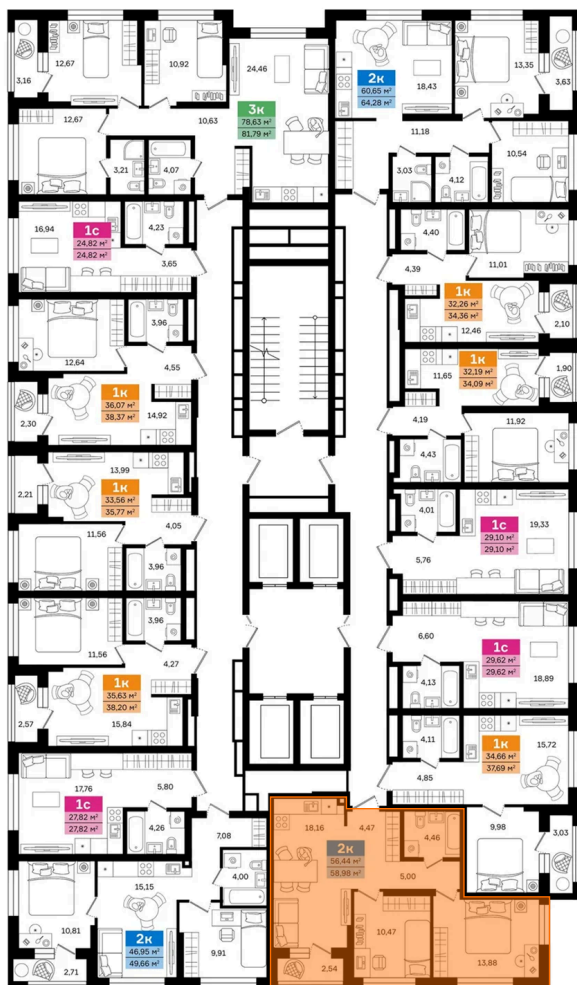 12,67
10,92
24,46
2к
60,65 м²
64,28 м²
18,43
13,35
3,16
3,63
3к
78,63 м²
81,79 м²
12,67
10,63
11,18
10,54
3,21
4,07
3,03
4,12
16,94
1с
24,82 м²
24,82 м²
4,23
3,65
4,40
11,01
4,39
1к
32,26 м²
34,36 м²
12,46
2,10
3,96
12,64
4,55
11,65
1к
32,19 м²
34,09 м²
1,90
1к
36,07 м²
38,37 м²
14,92
2,30
4,19
11,92
4,43
13,99
2,21
1к
33,56 м²
35,77 м²
4,05
4,01
1с
29,10 м²
29,10 м²
19,33
11,56
3,96
5,76
3,96
11,56
4,27
6,60
1с
29,62 м²
29,62 м²
4,13
18,89
1к
35,63 м²
38,20 м²
15,84
2,57
4,11
1к
34,66 м²
37,69 м²
15,72
17,76
5,80
4,85
1с
27,82 м²
27,82 м²
4,26
7,08
18,16
4,47
4,46
9,98
3,03
2к
56,44 м²
58,98 м²
5,00
15,15
4,00
10,81
2к
46,95 м²
49,66 м²
9,91
2,71
10,47
2,54
13,88